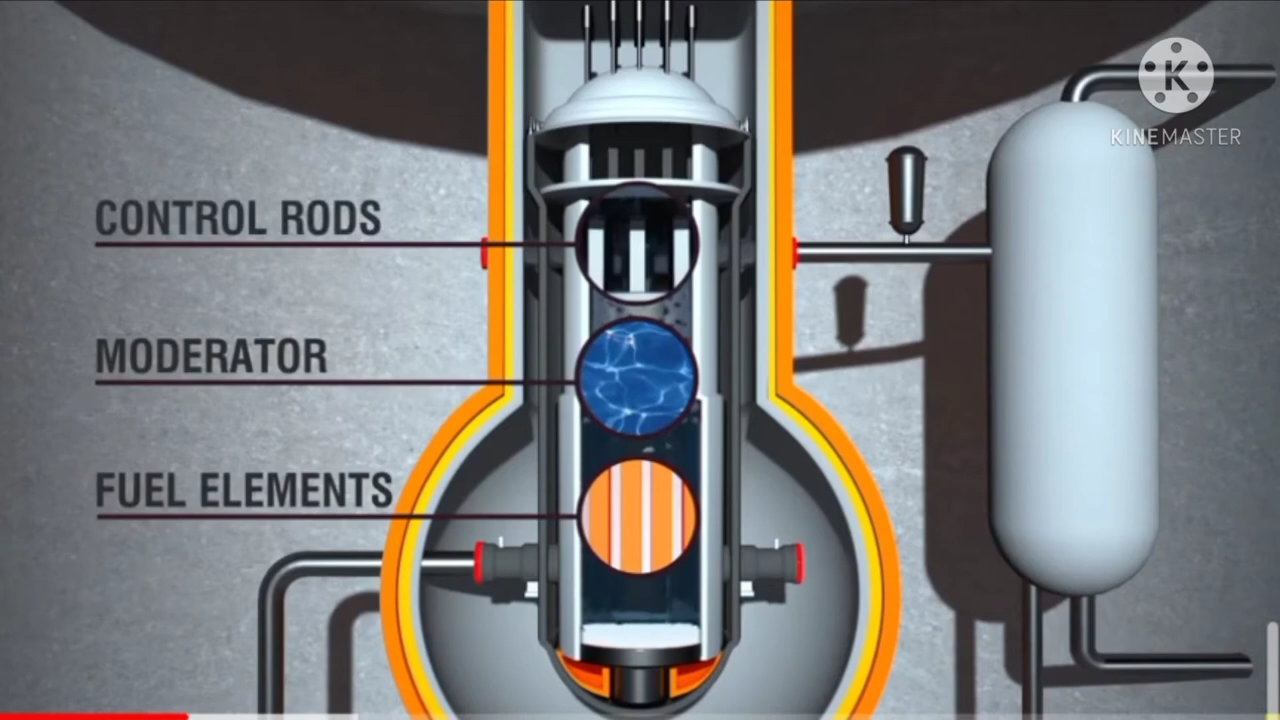 K
KINEMASTER
CONTROL RODS
MODERATOR
FUEL ELEMENTS